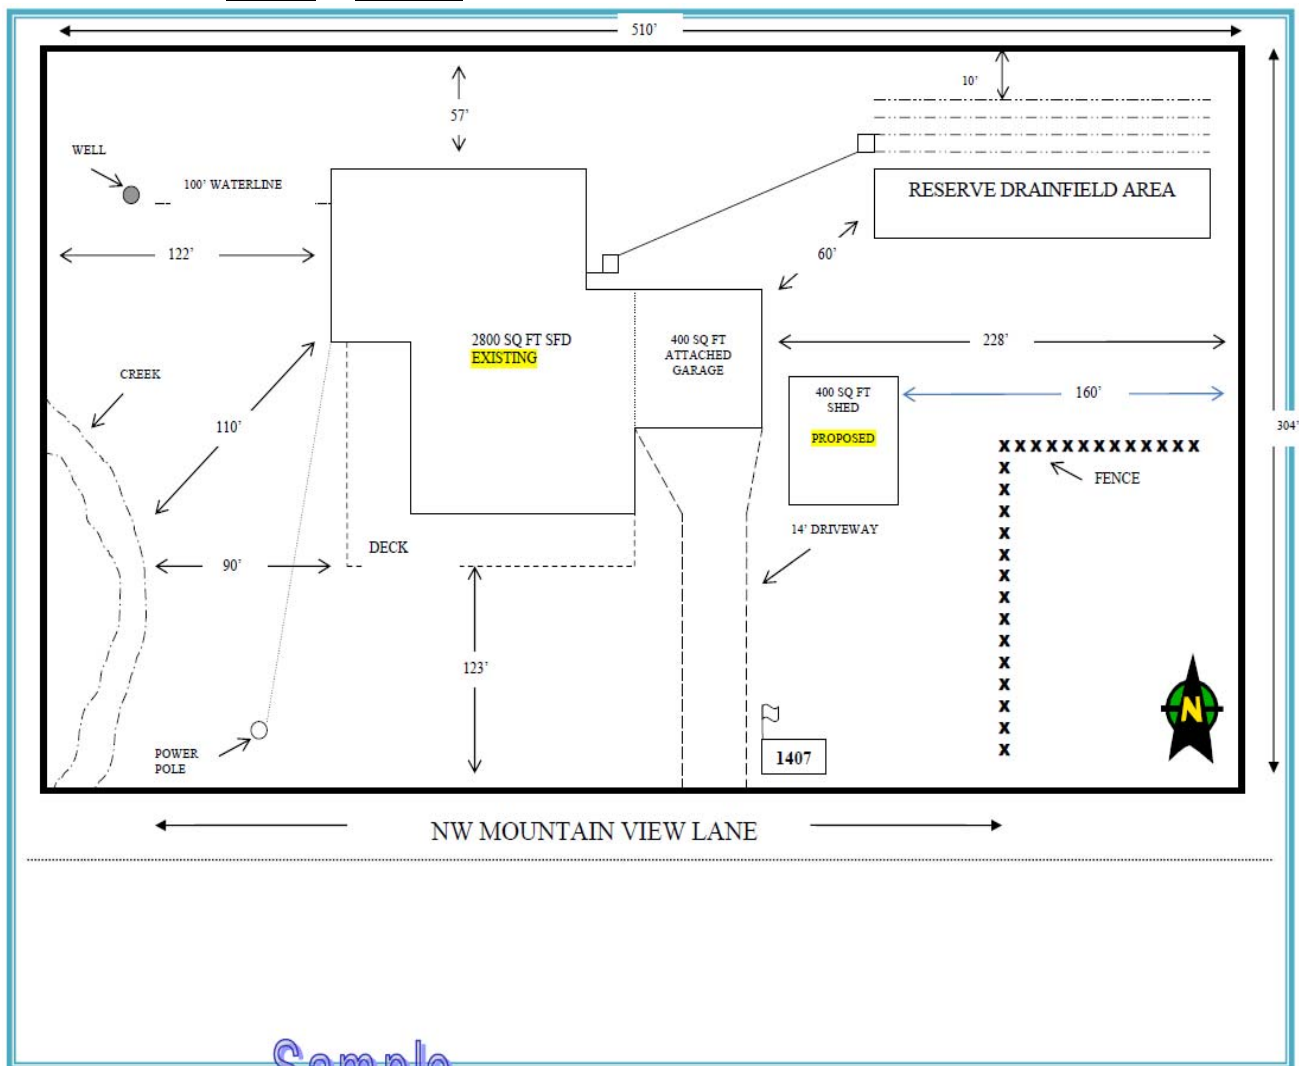 510’
10’
57’
WELL
100’ WATERLINE
RESERVE DRAINFIELD AREA
122’
60’
2800 SQ FT SFD
EXISTING
400 SQ FT
ATTACHED
GARAGE
228’
CREEK
400 SQ FT
SHED
PROPOSED
160’
110’
304’
XXXXXXXXXXXXX
X
X
X
X
X
X
X
X
X
X
X
X
X
X
FENCE
14’ DRIVEWAY
DECK
90’
123’
N
POWER
POLE
1407
NW MOUNTAIN VIEW LANE
Sample